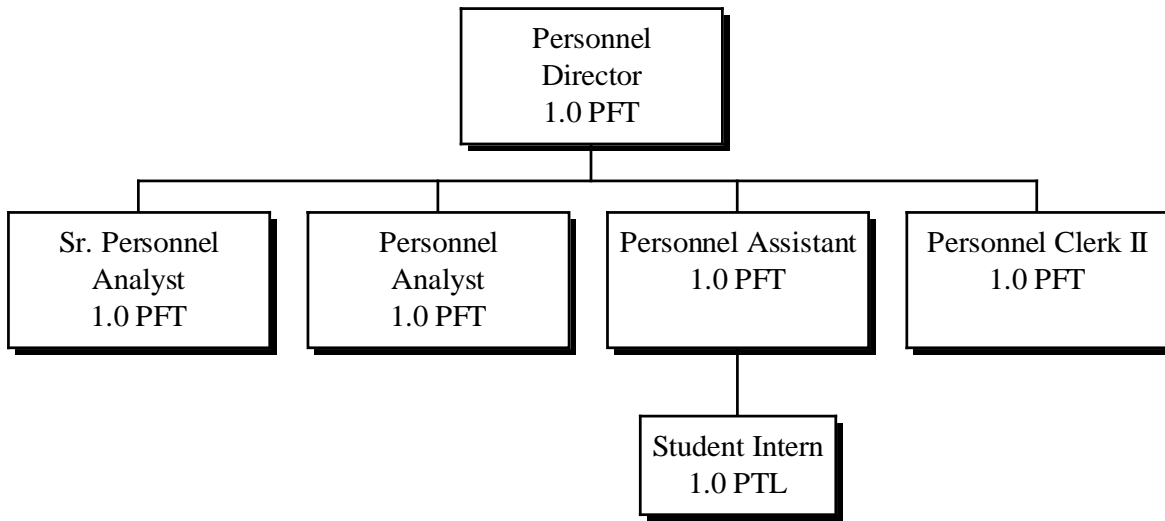 Personnel
Director
1.0 PFT
Sr. Personnel
Analyst
1.0 PFT
Personnel
Analyst
1.0 PFT
Personnel Assistant
1.0 PFT
Personnel Clerk II
1.0 PFT
Student Intern
1.0 PTL